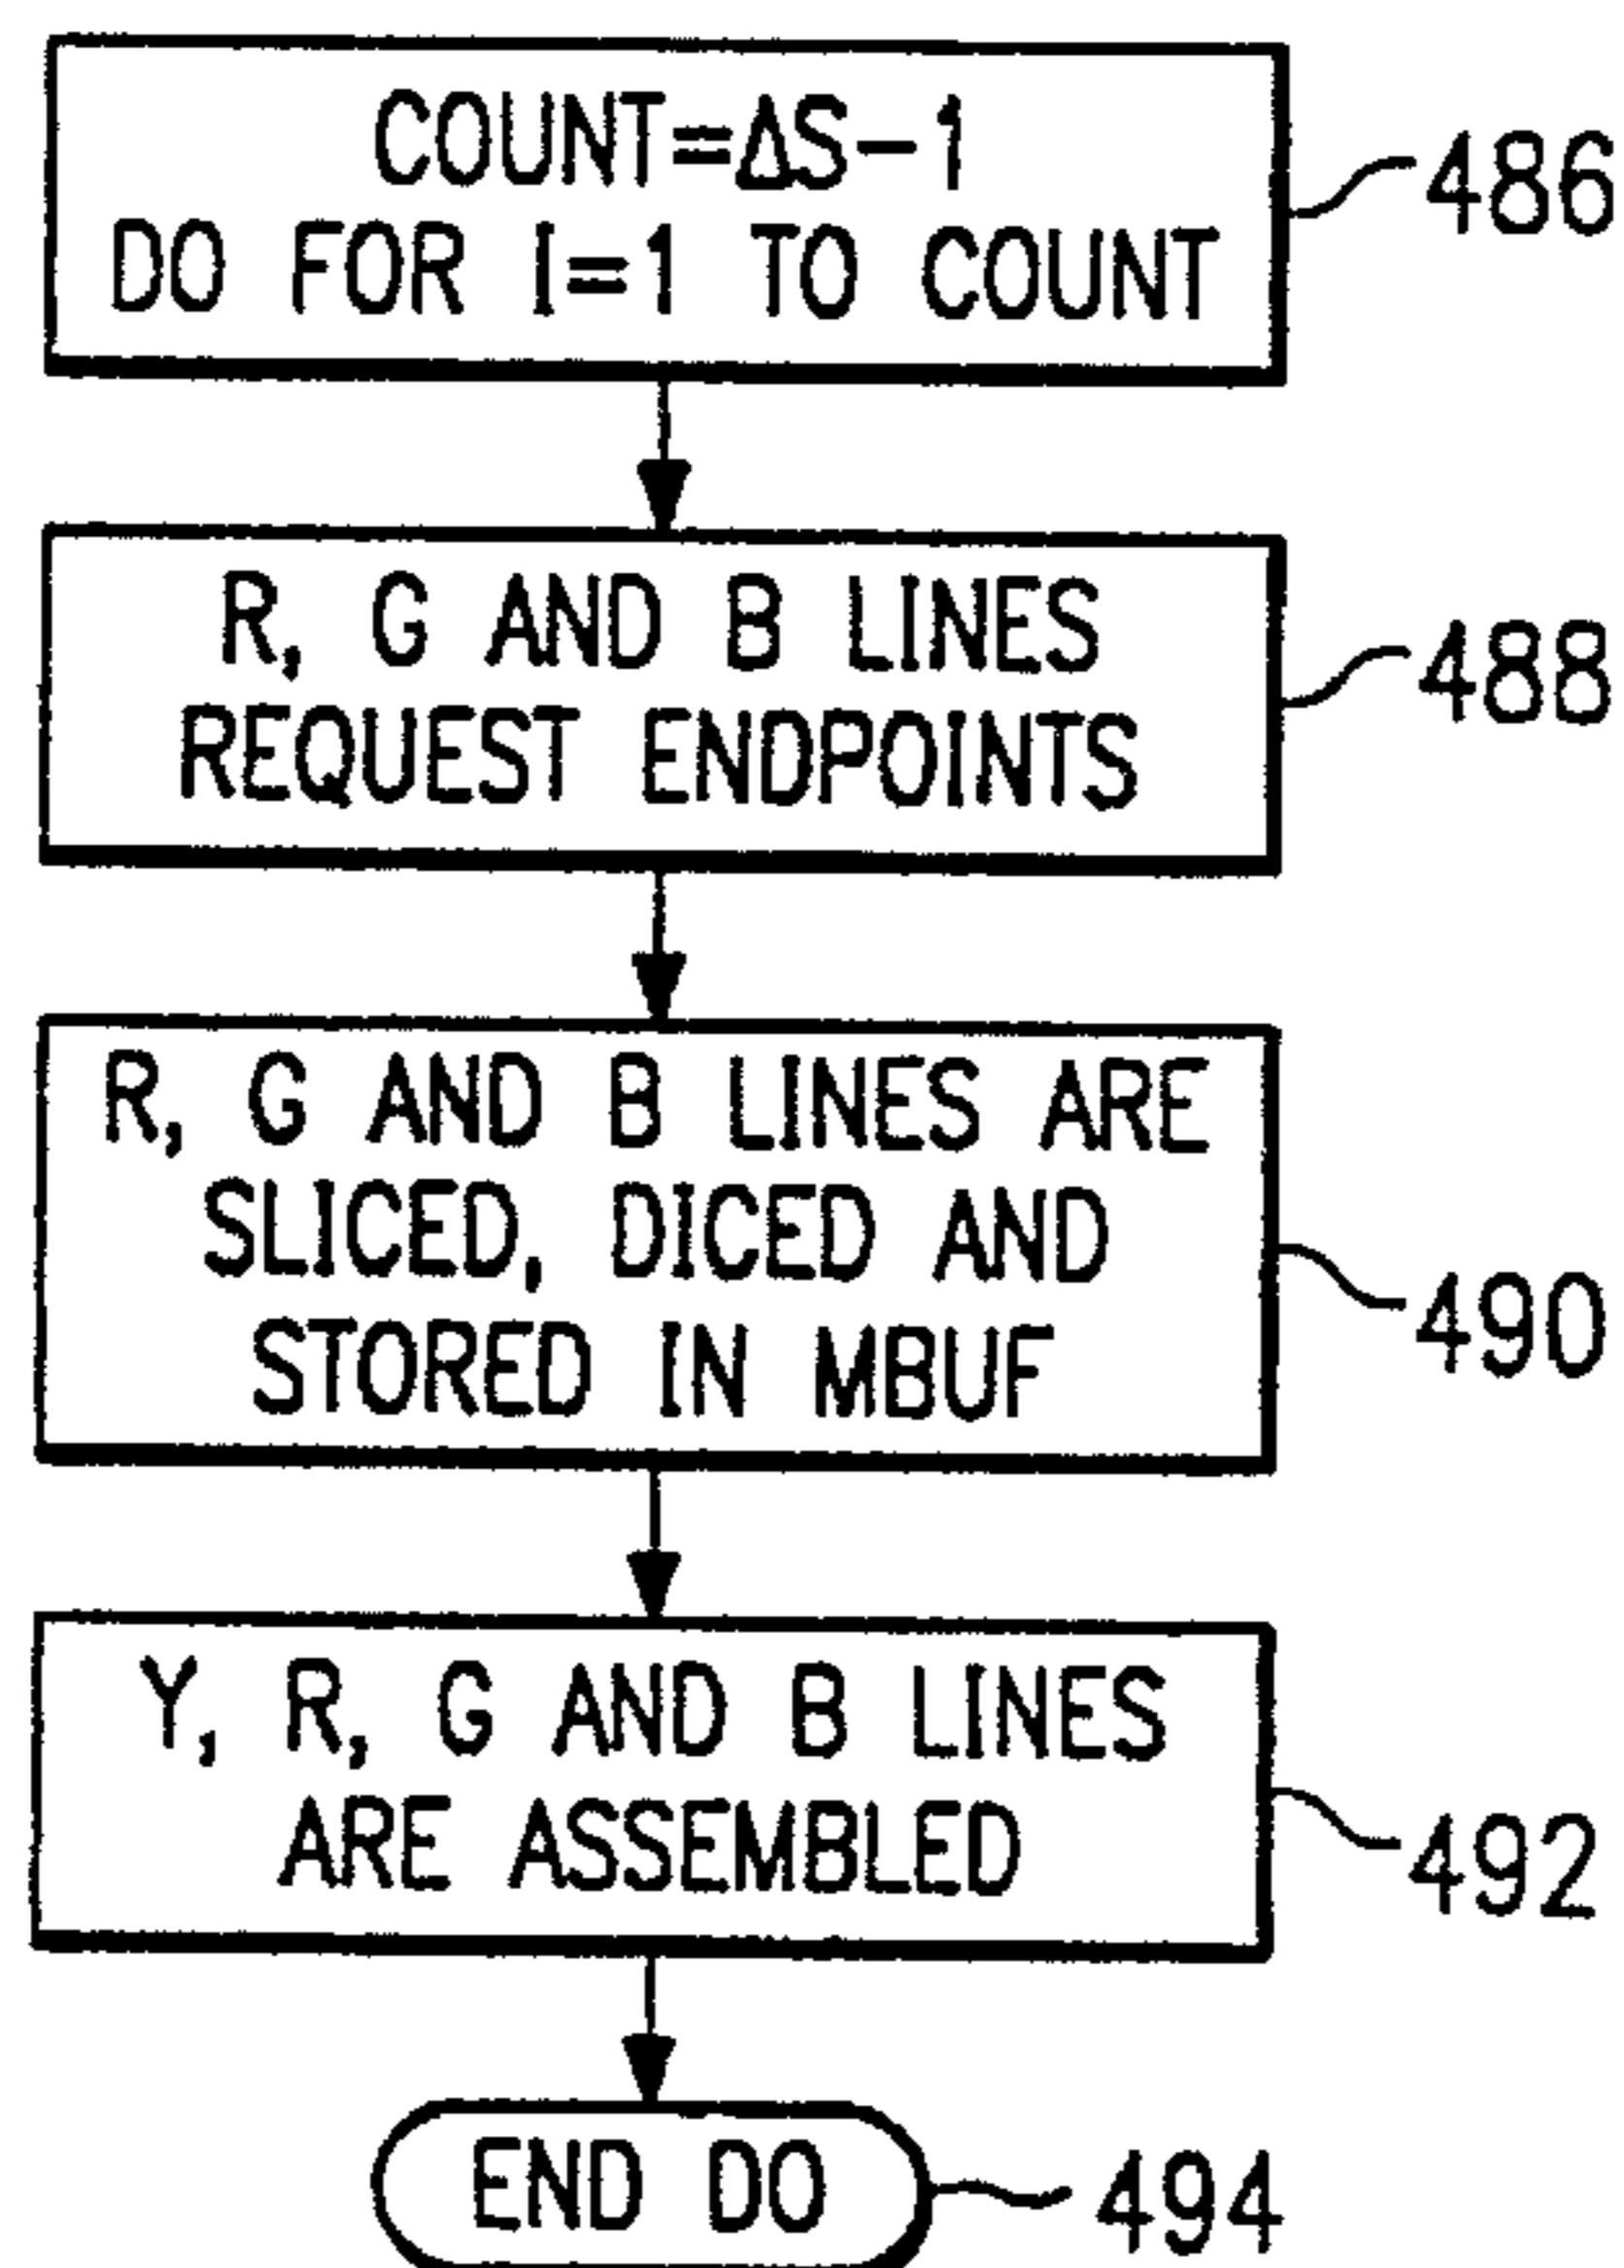 COUNT=ΔS-1
DO FOR I=1 TO COUNT
486
R, G AND B LINES
REQUEST ENDPOINTS
488
R, G AND B LINES ARE
SLICED, DICED AND
STORED IN MBUF
490
Y, R, G AND B LINES
ARE ASSEMBLED
492
END DO
494